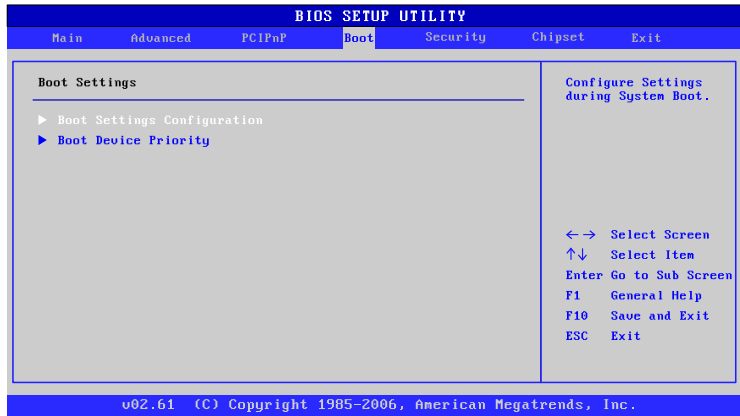 BIOS SETUP UTILITY
Main Advanced PCIPnP Boot Security Chipset Exit
Boot Settings
▶ Boot Settings Configuration
▶ Boot Device Priority
Configure Settings
during System Boot.
←→ Select Screen
↑↓ Select Item
Enter Go to Sub Screen
F1 General Help
F10 Save and Exit
ESC Exit
v02.61 (C) Copyright 1985-2006, American Megatrends, Inc.